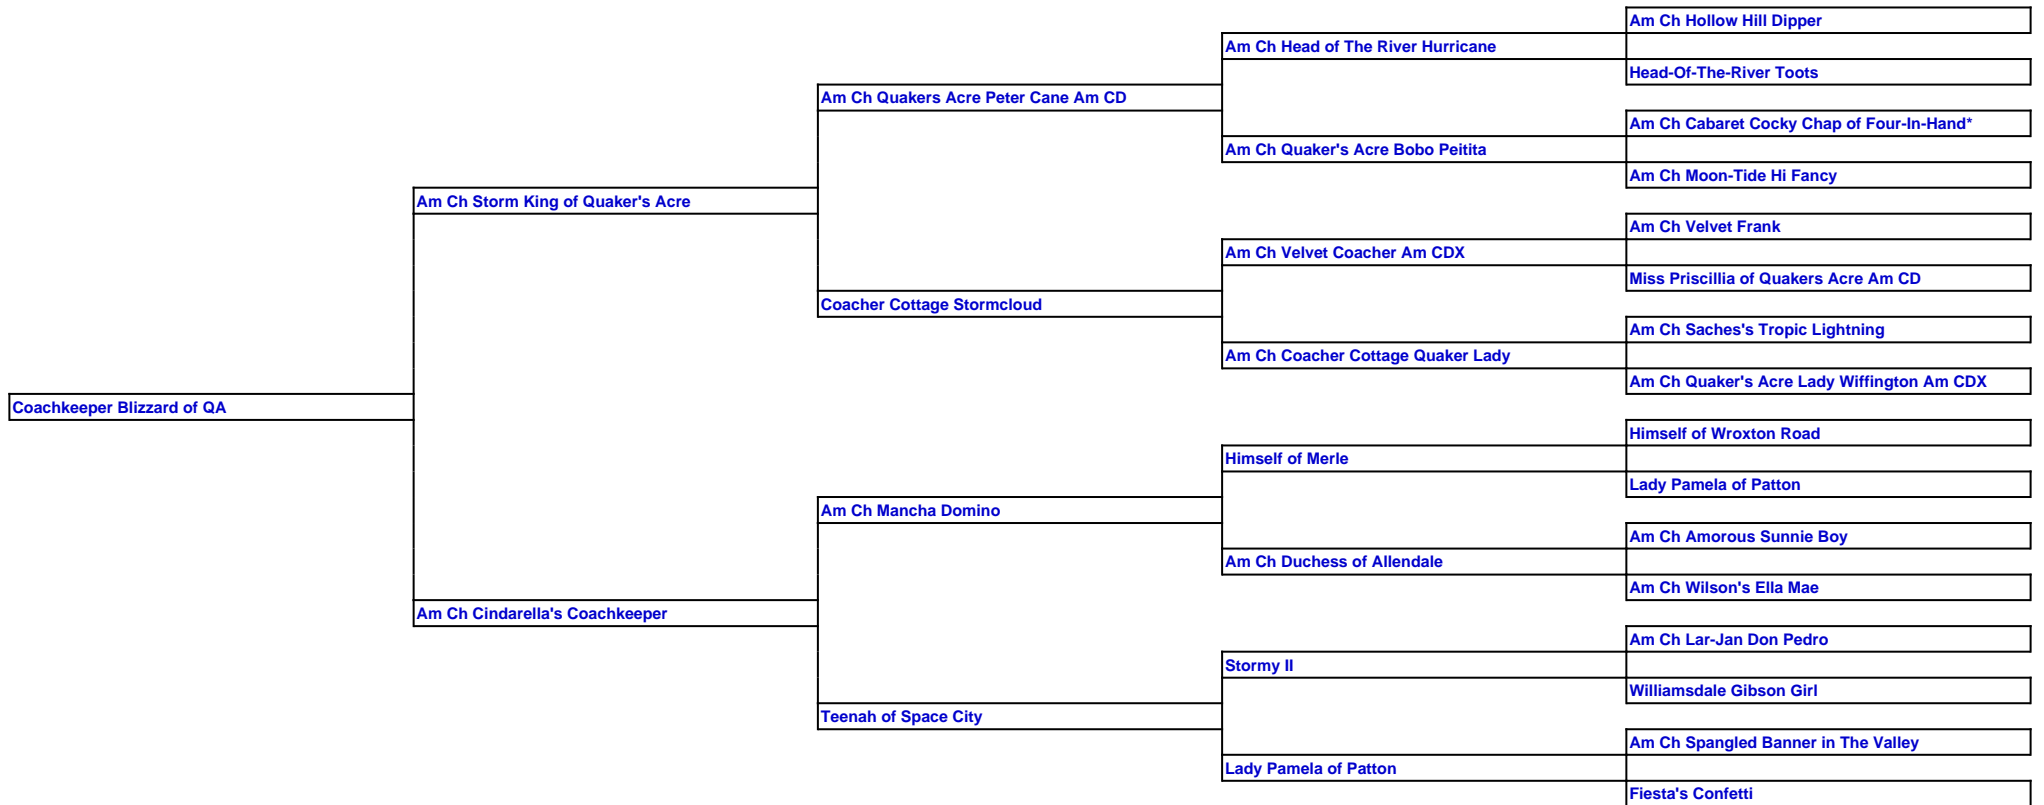 Am Ch Hollow Hill Dipper
Am Ch Head of The River Hurricane
Head-Of-The-River Toots
Am Ch Quakers Acre Peter Cane Am CD
Am Ch Cabaret Cocky Chap of Four-In-Hand*
Am Ch Quaker's Acre Bobo Peitita
Am Ch Moon-Tide Hi Fancy
Am Ch Storm King of Quaker's Acre
Am Ch Velvet Frank
Am Ch Velvet Coacher Am CDX
Miss Priscillia of Quakers Acre Am CD
Coacher Cottage Stormcloud
Am Ch Saches's Tropic Lightning
Am Ch Coacher Cottage Quaker Lady
Am Ch Quaker's Acre Lady Wiffington Am CDX
Coachkeeper Blizzard of QA
Himself of Wroxton Road
Himself of Merle
Lady Pamela of Patton
Am Ch Mancha Domino
Am Ch Amorous Sunnie Boy
Am Ch Duchess of Allendale
Am Ch Wilson's Ella Mae
Am Ch Cindarella's Coachkeeper
Am Ch Lar-Jan Don Pedro
Stormy II
Williamsdale Gibson Girl
Teenah of Space City
Am Ch Spangled Banner in The Valley
Lady Pamela of Patton
Fiesta's Confetti